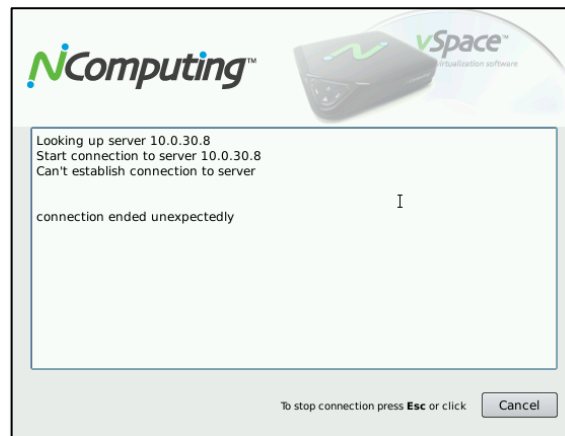 NComputing™
vSpace™
virtualization software
Looking up server 10.0.30.8
Start connection to server 10.0.30.8
Can't establish connection to server
connection ended unexpectedly
To stop connection press Esc or click
Cancel